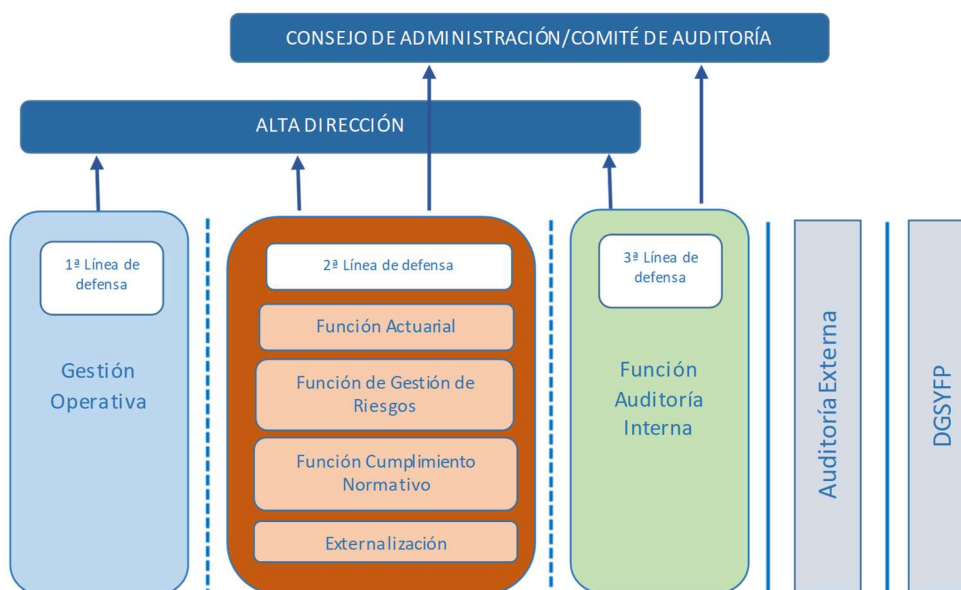 CONSEJO DE ADMINISTRACIÓN/COMITÉ DE AUDITORÍA
ALTA DIRECCIÓN
1ª Línea de
defensa
Gestión
Operativa
2ª Línea de defensa
Función Actuarial
Función de Gestión de
Riesgos
Función Cumplimiento
Normativo
Externalización
3ª Línea de
defensa
Función
Auditoría
Interna
Auditoría Externa
DGSYFP